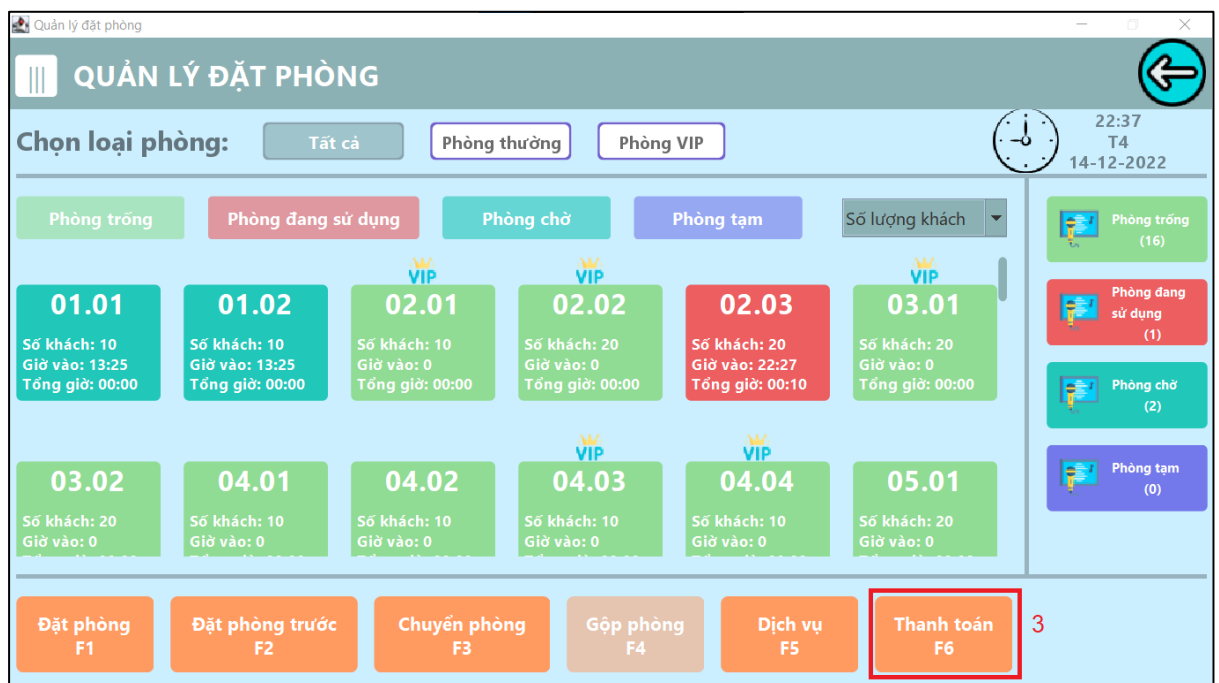 Quản lý đặt phòng
QUẢN LÝ ĐẶT PHÒNG
Chọn loại phòng:
Tất cả
Phòng thường
Phòng VIP
22:37
T4
14-12-2022
Phòng trống
Phòng đang sử dụng
Phòng chờ
Phòng tạm
Số lượng khách
VIP
VIP
VIP
01.01
Số khách: 10
Giờ vào: 13:25
Tổng giờ: 00:00
01.02
Số khách: 10
Giờ vào: 13:25
Tổng giờ: 00:00
02.01
Số khách: 10
Giờ vào: 0
Tổng giờ: 00:00
02.02
Số khách: 20
Giờ vào: 0
Tổng giờ: 00:00
02.03
Số khách: 20
Giờ vào: 22:27
Tổng giờ: 00:10
03.01
Số khách: 20
Giờ vào: 0
Tổng giờ: 00:00
VIP
VIP
03.02
Số khách: 20
Giờ vào: 0
04.01
Số khách: 10
Giờ vào: 0
04.02
Số khách: 10
Giờ vào: 0
04.03
Số khách: 10
Giờ vào: 0
04.04
Số khách: 10
Giờ vào: 0
05.01
Số khách: 20
Giờ vào: 0
Phòng trống
(16)
Phòng đang
sử dụng
(1)
Phòng chờ
(2)
Phòng tạm
(0)
Đặt phòng
F1
Đặt phòng trước
F2
Chuyển phòng
F3
Gộp phòng
F4
Dịch vụ
F5
Thanh toán
F6
3